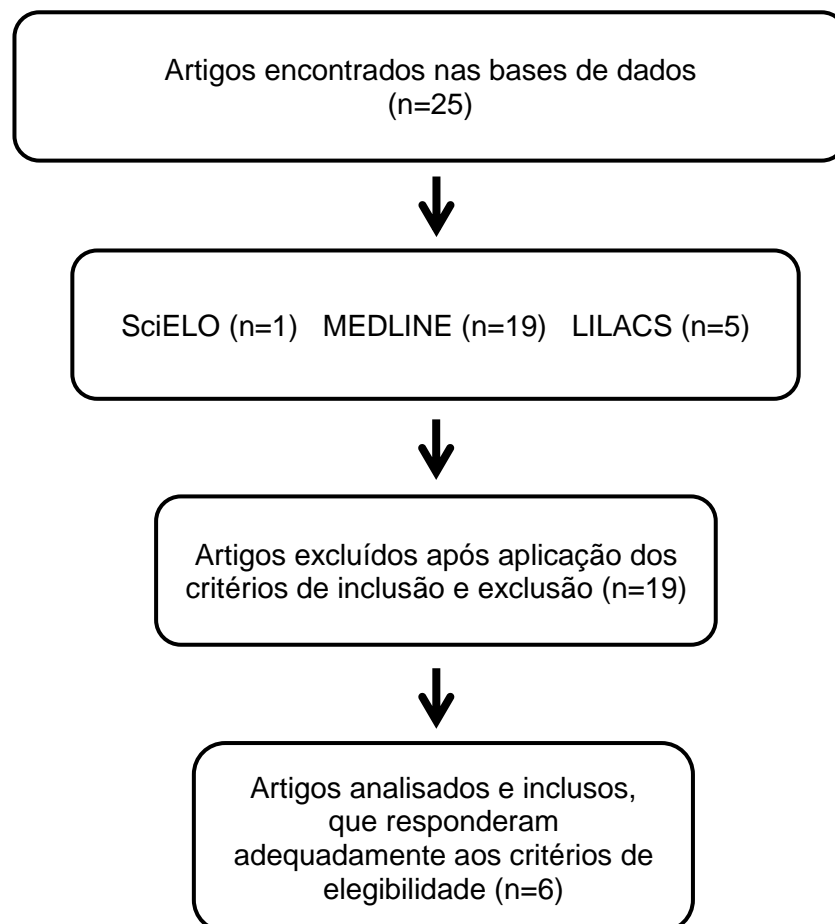 Artigos encontrados nas bases de dados
(n=25)
SciELO (n=1) MEDLINE (n=19) LILACS (n=5)
Artigos excluídos após aplicação dos
critérios de inclusão e exclusão (n=19)
Artigos analisados e inclusos,
que responderam
adequadamente aos critérios de
elegibilidade (n=6)